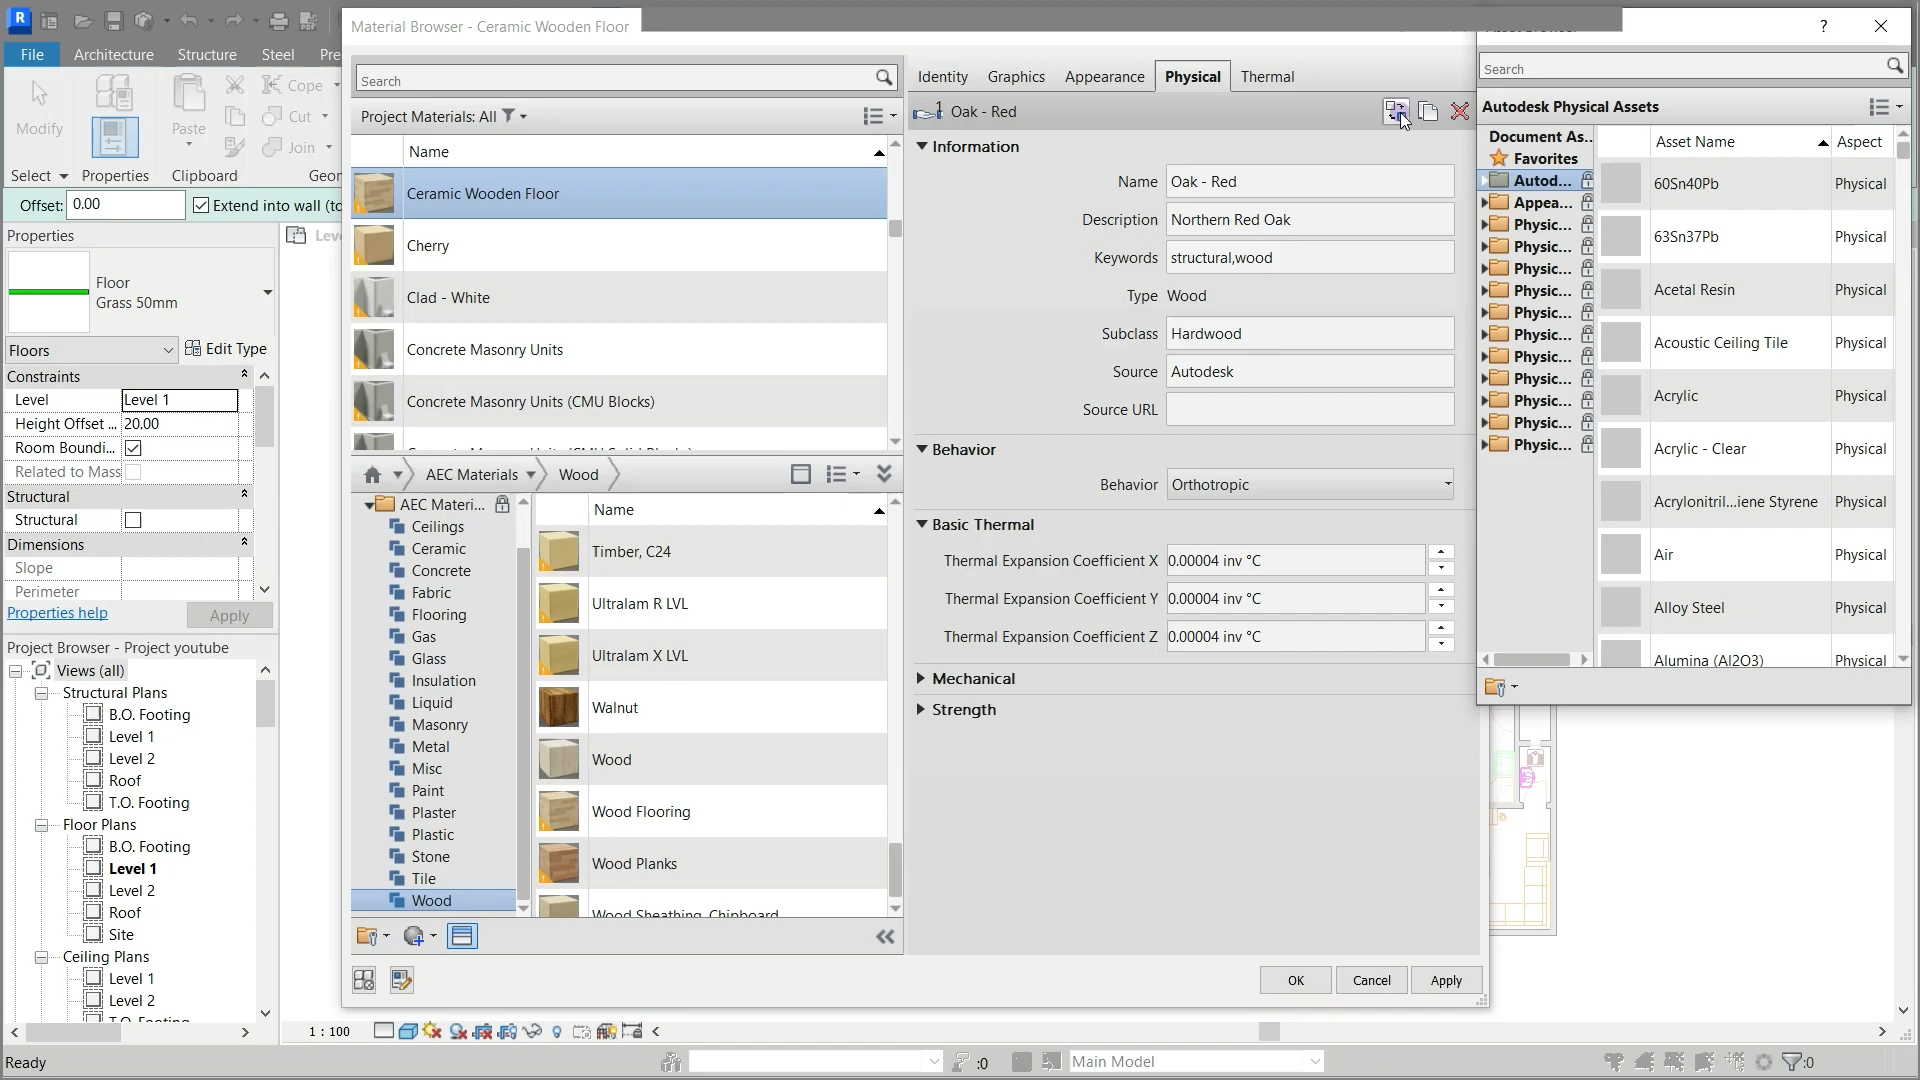 Material Browser - Ceramic Wooden Floor
?
File
Architecture
Structure
Steel
Modify
Select
Properties
Paste
Clipboard
Cope
Cut
Join
Offset: 0.00
Extend into wall (to
Properties
Floor
Grass 50mm
Floors
Edit Type
Constraints
Level
Level 1
Height Offset ...
20.00
Room Boundi...
Related to Mass
Structural
Structural
Dimensions
Slope
Perimeter
Properties help
Apply
Project Browser - Project youtube
Views (all)
Structural Plans
B.O. Footing
Level 1
Level 2
Roof
T.O. Footing
Floor Plans
B.O. Footing
Level 1
Level 2
Roof
Site
Ceiling Plans
Level 1
Level 2
T.O. Footing
Search
Project Materials: All
Name
Ceramic Wooden Floor
Cherry
Clad - White
Concrete Masonry Units
Concrete Masonry Units (CMU Blocks)
AEC Materials
Wood
AEC Materi...
Ceilings
Ceramic
Concrete
Fabric
Flooring
Gas
Glass
Insulation
Liquid
Masonry
Metal
Misc
Paint
Plaster
Plastic
Stone
Tile
Wood
Name
Timber, C24
Ultralam R LVL
Ultralam X LVL
Walnut
Wood
Wood Flooring
Wood Planks
Wood Sheathing, Chipboard
Identity
Graphics
Appearance
Physical
Thermal
1
Oak - Red
Information
Name
Oak - Red
Description
Northern Red Oak
Keywords
structural,wood
Type
Wood
Subclass
Hardwood
Source
Autodesk
Source URL
Behavior
Behavior
Orthotropic
Basic Thermal
Thermal Expansion Coefficient X
0.00004 inv °C
Thermal Expansion Coefficient Y
0.00004 inv °C
Thermal Expansion Coefficient Z
0.00004 inv °C
Mechanical
Strength
OK
Cancel
Apply
Search
Autodesk Physical Assets
Document As...
Favorites
Autod...
Appea...
Physic...
Physic...
Physic...
Physic...
Physic...
Physic...
Physic...
Physic...
Physic...
Physic...
Physic...
Asset Name
Aspect
60Sn40Pb
Physical
63Sn37Pb
Physical
Acetal Resin
Physical
Acoustic Ceiling Tile
Physical
Acrylic
Physical
Acrylic - Clear
Physical
Acrylonitril...iene Styrene
Physical
Air
Physical
Alloy Steel
Physical
Alumina (Al2O3)
Physical
1 : 100
Ready
:0
Main Model
:0